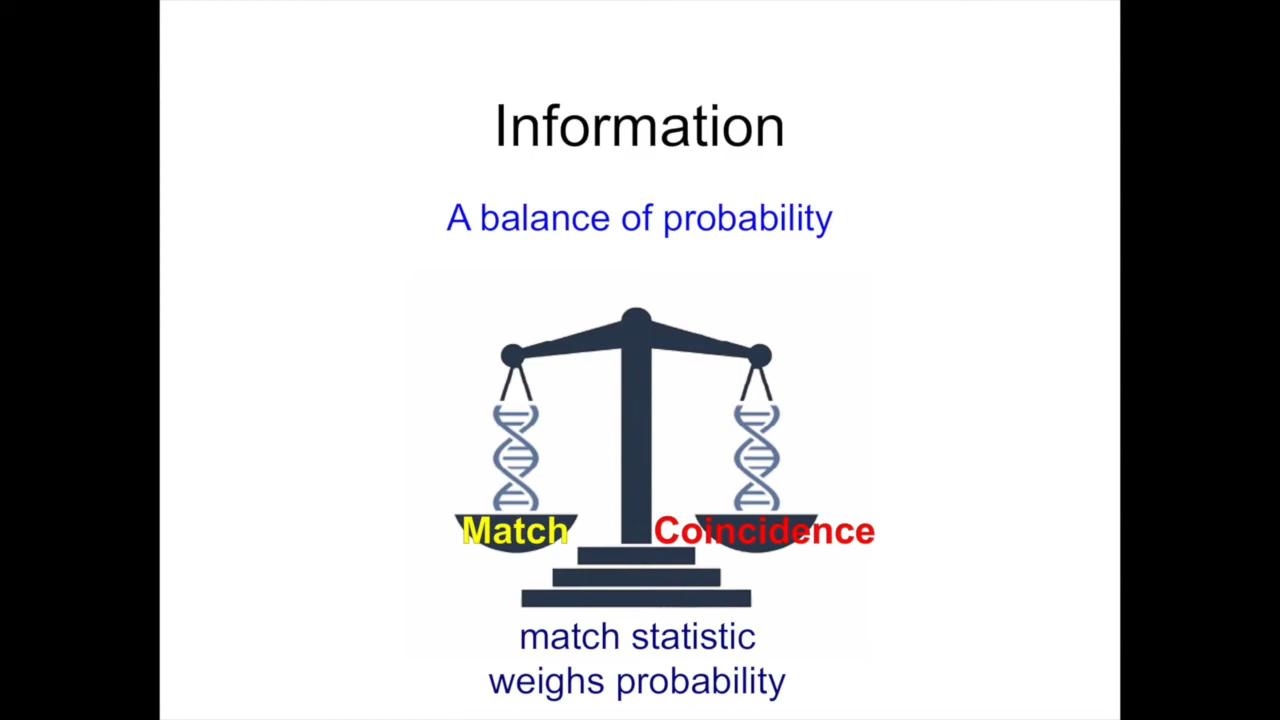 Information
A balance of probability
Match
Coincidence
match statistic
weighs probability